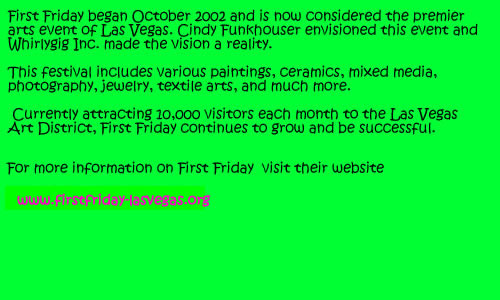 First Friday began October 2002 and is now considered the premier
arts event of Las Vegas. Cindy Funkhouser envisioned this event and
Whirlygig Inc. made the vision a reality.
This festival includes various paintings, ceramics, mixed media,
photography, jewelry, textile arts, and much more.
Currently attracting 10,000 visitors each month to the Las Vegas
Art District, First Friday continues to grow and be successful.
For more information on First Friday visit their website
www.firstfriday-lasvegas.org